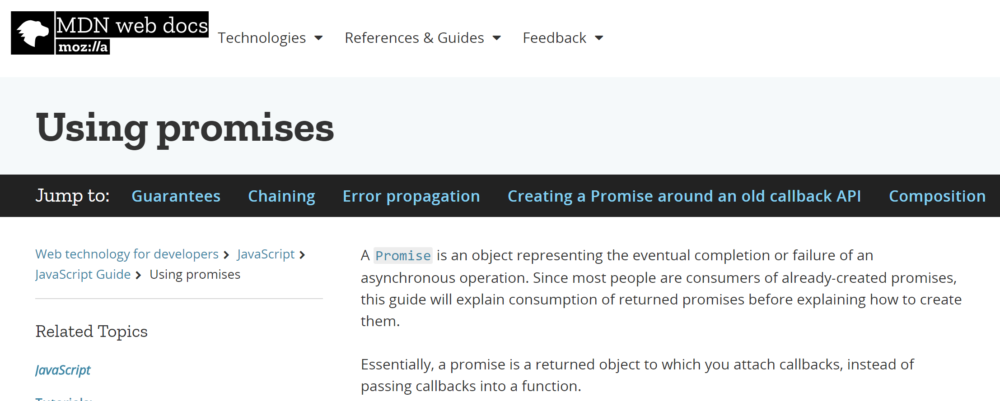 MDN web docs
moz://a
Technologies References & Guides Feedback
Using promises
Jump to: Guarantees Chaining Error propagation Creating a Promise around an old callback API Composition
Web technology for developers JavaScript
JavaScript Guide Using promises
Related Topics
JavaScript
Tutorials:
A Promise is an object representing the eventual completion or failure of an
asynchronous operation. Since most people are consumers of already-created promises,
this guide will explain consumption of returned promises before explaining how to create
them.
Essentially, a promise is a returned object to which you attach callbacks, instead of
passing callbacks into a function.